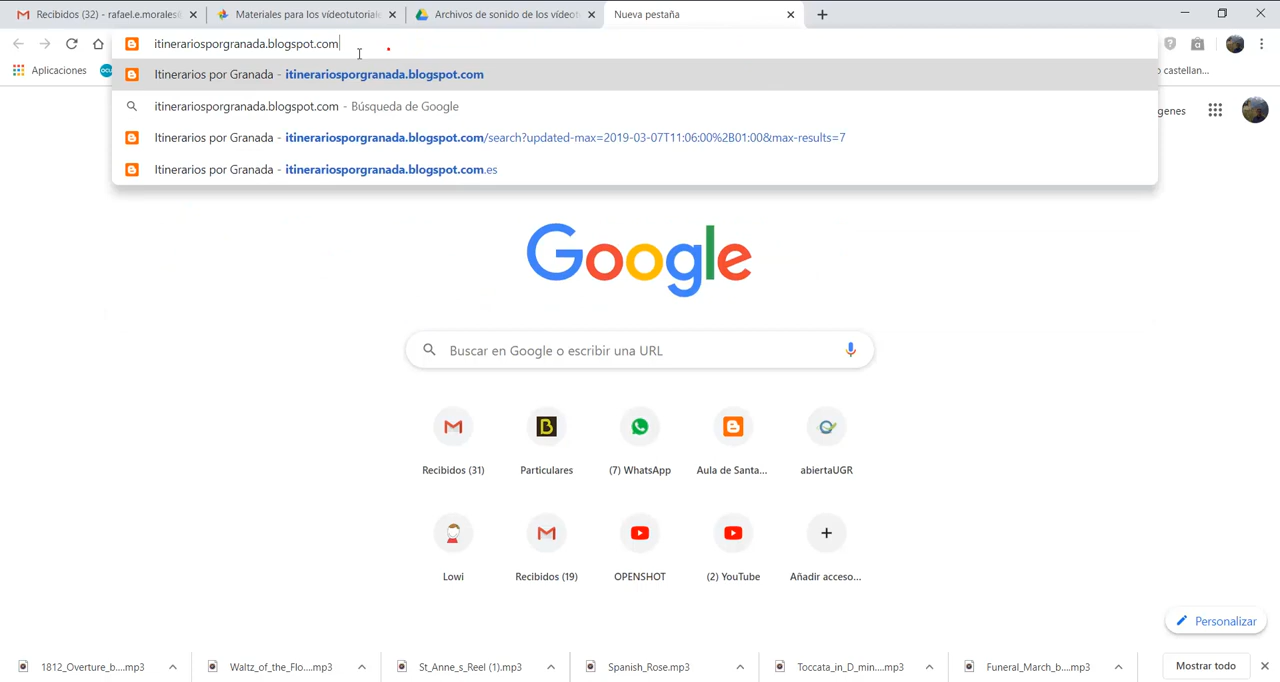 Recibidos (32) - rafael.e.morales
Materiales para los vídeotutoriale
Archivos de sonido de los vídeot
Nueva pestaña
itinerariosporgranada.blogspot.com
Aplicaciones
o castellan...
Itinerarios por Granada - itinerariosporgranada.blogspot.com
itinerariosporgranada.blogspot.com - Búsqueda de Google
Itinerarios por Granada - itinerariosporgranada.blogspot.com/search?updated-max=2019-03-07T11:06:00%2B01:00&max-results=7
Itinerarios por Granada - itinerariosporgranada.blogspot.com.es
genes
Google
Buscar en Google o escribir una URL
Recibidos (31)
Particulares
(7) WhatsApp
Aula de Santa...
abiertaUGR
Lowi
Recibidos (19)
OPENSHOT
(2) YouTube
Añadir acceso...
Personalizar
1812_Overture_b....mp3
Waltz_of_the_Flo....mp3
St_Anne_s_Reel (1).mp3
Spanish_Rose.mp3
Toccata_in_D_min....mp3
Funeral_March_b....mp3
Mostrar todo